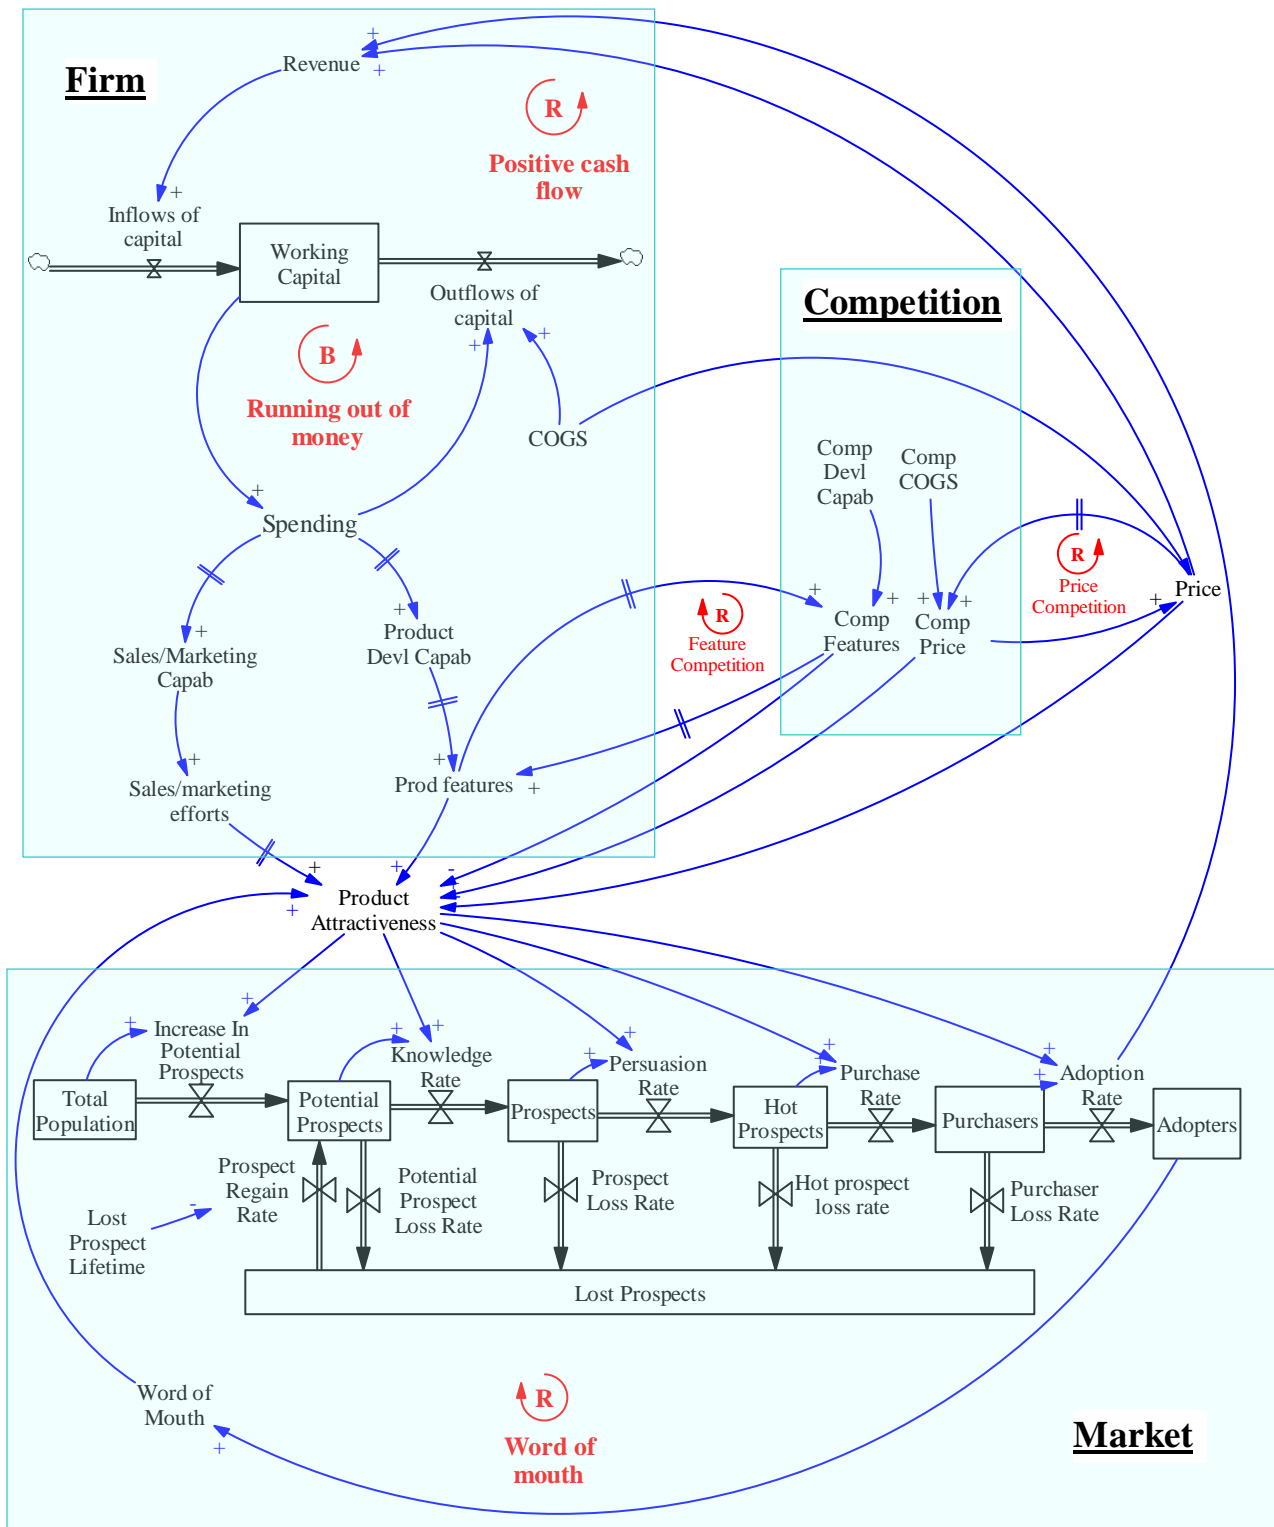 Firm
Revenue
+
+
R
Positive cash
flow
+
Inflows of
capital
Working
Capital
Outflows of
capital
+
+
B
Running out of
money
COGS
+
Spending
+
Sales/Marketing
Capab
+
Product
Devl Capab
+
Sales/marketing
efforts
+
Prod features
+
Competition
Comp
Devl
Capab
Comp
COGS
+
+
Comp
Features
+
+
Comp
Price
R
Feature
Competition
R
Price
Competition
+
Price
+
+
-
+
Product
Attractiveness
+
Increase In
Potential
Prospects
+
+
Knowledge
Rate
+
+
Persuasion
Rate
+
+
Purchase
Rate
+
+
Adoption
Rate
+
Total
Population
Potential
Prospects
Prospects
Hot
Prospects
Purchasers
Adopters
Prospect
Regain
Rate
-
Lost
Prospect
Lifetime
Potential
Prospect
Loss Rate
Prospect
Loss Rate
Hot prospect
loss rate
Purchaser
Loss Rate
Lost Prospects
Word of
Mouth
+
R
Word of
mouth
Market